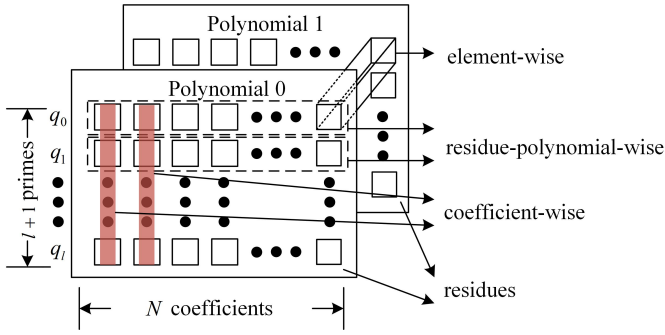 Polynomial 1
element-wise
Polynomial 0
q₀
residue-polynomial-wise
q₁
l + 1 primes
coefficient-wise
qₗ
residues
N coefficients